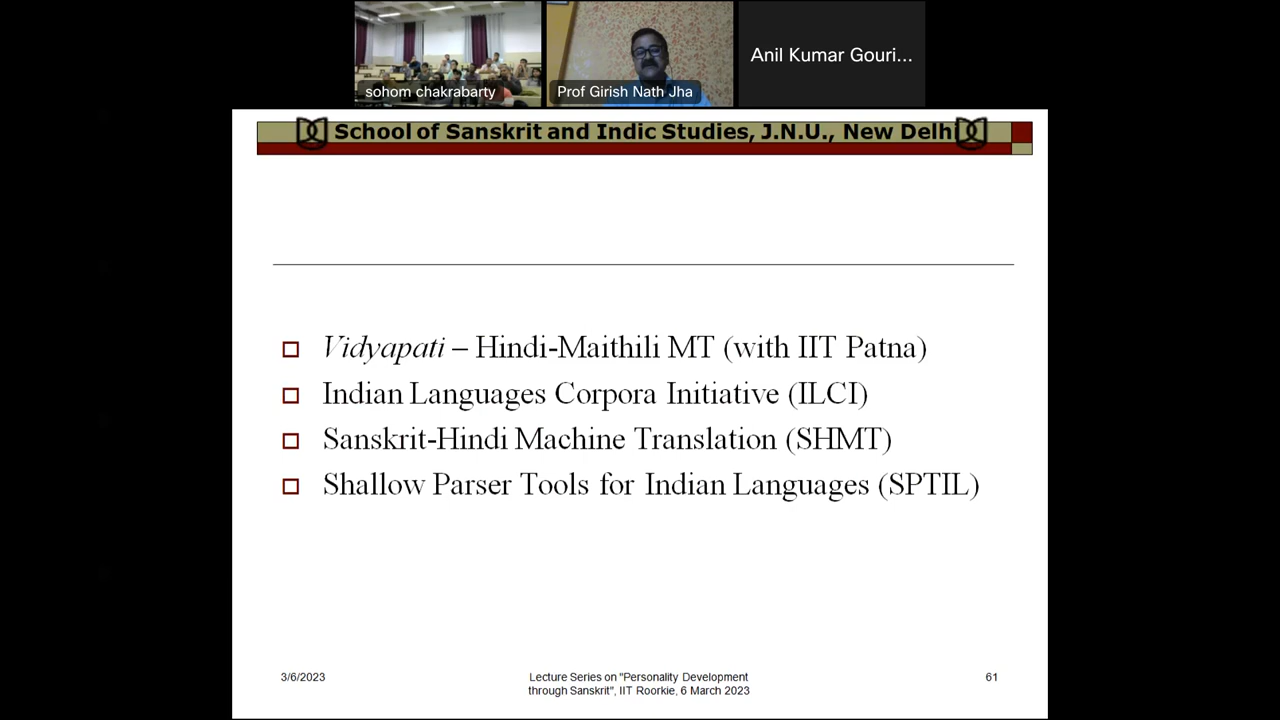 sohom chakrabarty
Prof Girish Nath Jha
Anil Kumar Gouri...
School of Sanskrit and Indic Studies, J.N.U., New Delhi
Vidyapati – Hindi-Maithili MT (with IIT Patna)
Indian Languages Corpora Initiative (ILCI)
Sanskrit-Hindi Machine Translation (SHMT)
Shallow Parser Tools for Indian Languages (SPTIL)
3/6/2023
Lecture Series on "Personality Development
through Sanskrit", IIT Roorkie, 6 March 2023
61